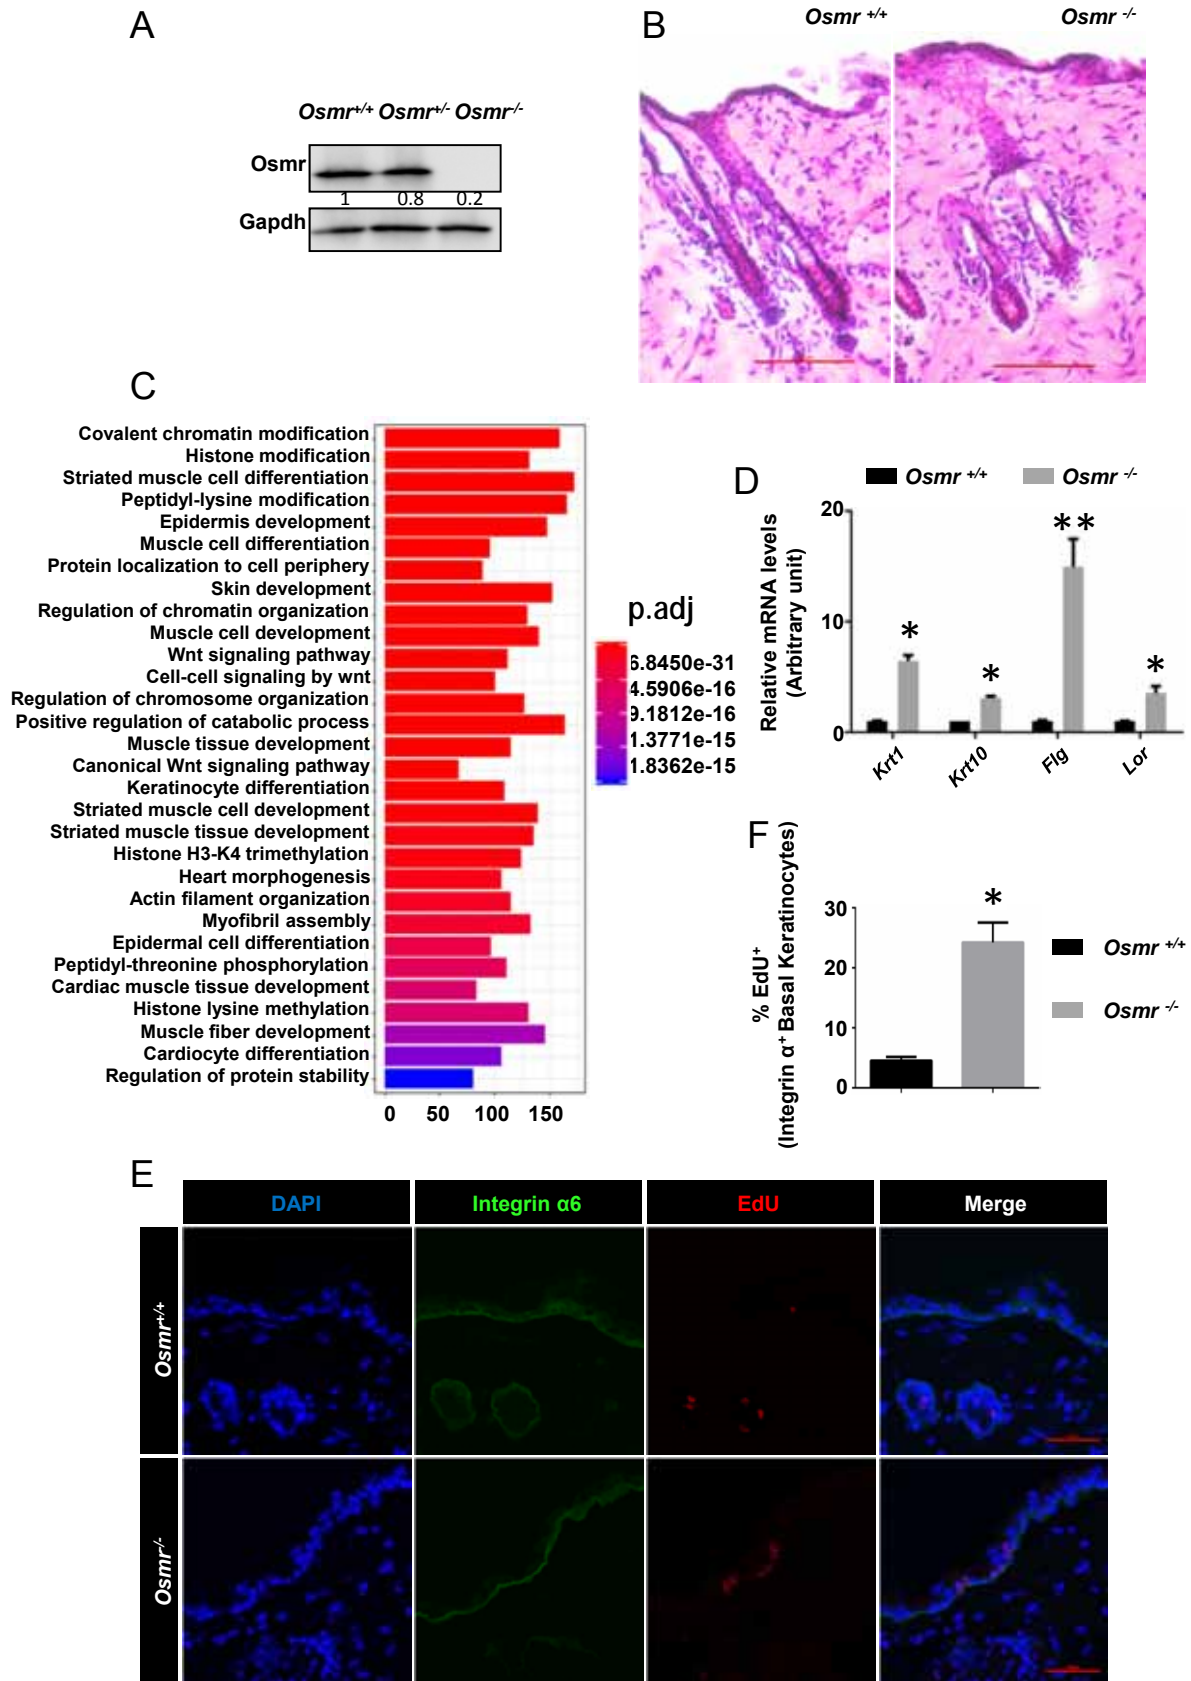 A
Osmr+/+ Osmr+/- Osmr-/-
Osmr
1 0.8 0.2
Gapdh
B
Osmr +/+ Osmr -/-
C
Covalent chromatin modification
Histone modification
Striated muscle cell differentiation
Peptidyl-lysine modification
Epidermis development
Muscle cell differentiation
Protein localization to cell periphery
Skin development
Regulation of chromatin organization
Muscle cell development
Wnt signaling pathway
Cell-cell signaling by wnt
Regulation of chromosome organization
Positive regulation of catabolic process
Muscle tissue development
Canonical Wnt signaling pathway
Keratinocyte differentiation
Striated muscle cell development
Striated muscle tissue development
Histone H3-K4 trimethylation
Heart morphogenesis
Actin filament organization
Myofibril assembly
Epidermal cell differentiation
Peptidyl-threonine phosphorylation
Cardiac muscle tissue development
Histone lysine methylation
Muscle fiber development
Cardiocyte differentiation
Regulation of protein stability
0 50 100 150
p.adj
6.8450e-31
4.5906e-16
9.1812e-16
1.3771e-15
1.8362e-15
D
Osmr +/+ Osmr -/-
Relative mRNA levels
(Arbitrary unit)
20
10
0
* * ** *
Krt1 Krt10 Flg Lor
F
% EdU+
(Integrin α+ Basal Keratinocytes)
30
20
10
0
*
Osmr +/+
Osmr -/-
E
DAPI Integrin α6 EdU Merge
Osmr+/+
Osmr-/-